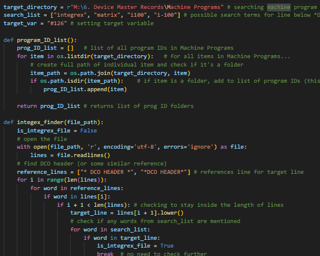 target_directory = r"M:\6. Device Master Records\Machine Programs" # searching machine program
search_list = ["integrex", "matrix", "i100", "i-100"] # possible search terms for line below "D
target_var = "#126" # setting target variable
def program_ID_list():
prog_ID_list = [] # list of all program IDs in Machine Programs
for item in os.listdir(target_directory): # For all items in Machine Programs...
# create full path of individual item and check if it's a folder
item_path = os.path.join(target_directory, item)
if os.path.isdir(item_path): # if item is a folder, add to list of program IDs (this
prog_ID_list.append(item)
return prog_ID_list # returns list of prog ID folders
def integex_finder(file_path):
is_integrex_file = False
# open the file
with open(file_path, 'r', encoding='utf-8', errors='ignore') as file:
lines = file.readlines()
# find DCO header (or some similar reference)
reference_lines = ["* DCO HEADER *", "*DCO HEADER*"] # references line for target line
for i in range(len(lines)):
for word in reference_lines:
if word in lines[i]:
if i + 1 < len(lines): # checking to stay inside the length of lines
target_line = lines[i + 1].lower()
# check if any words from search_list are mentioned
for word in search_list:
if word in target_line:
is_integrex_file = True
break # no need to check further